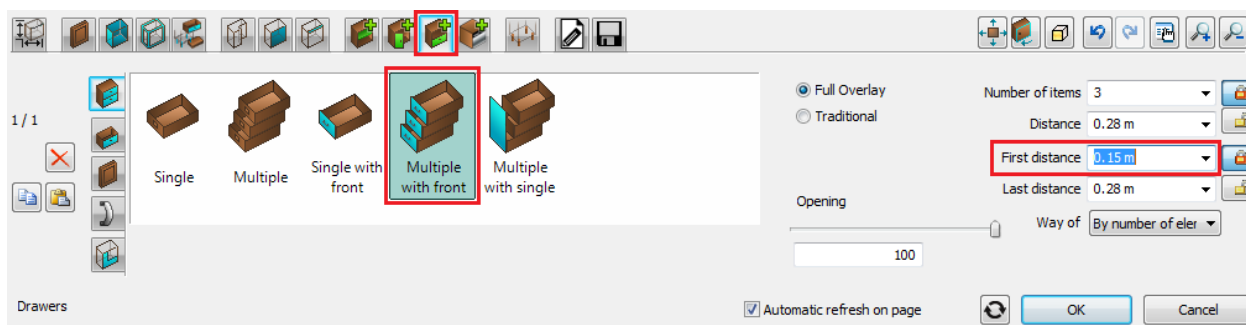 1 / 1
Single
Multiple
Single with
front
Multiple
with front
Multiple
with single
Full Overlay
Traditional
Opening
100
Number of items 3
Distance 0.28 m
First distance 0.15 m
Last distance 0.28 m
Way of By number of eler
Drawers
Automatic refresh on page
OK
Cancel